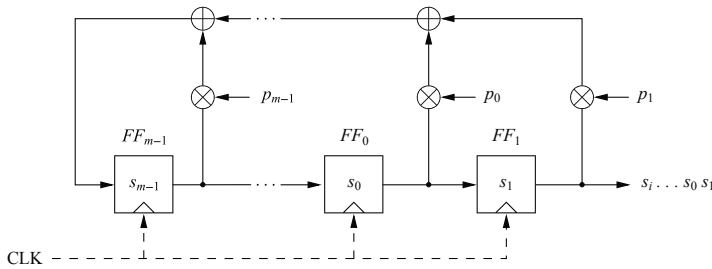 ...
p_{m-1} p_0 p_1
FF_{m-1} FF_0 FF_1
s_{m-1} ... s_0 s_1 s_i ... s_0 s_1
CLK